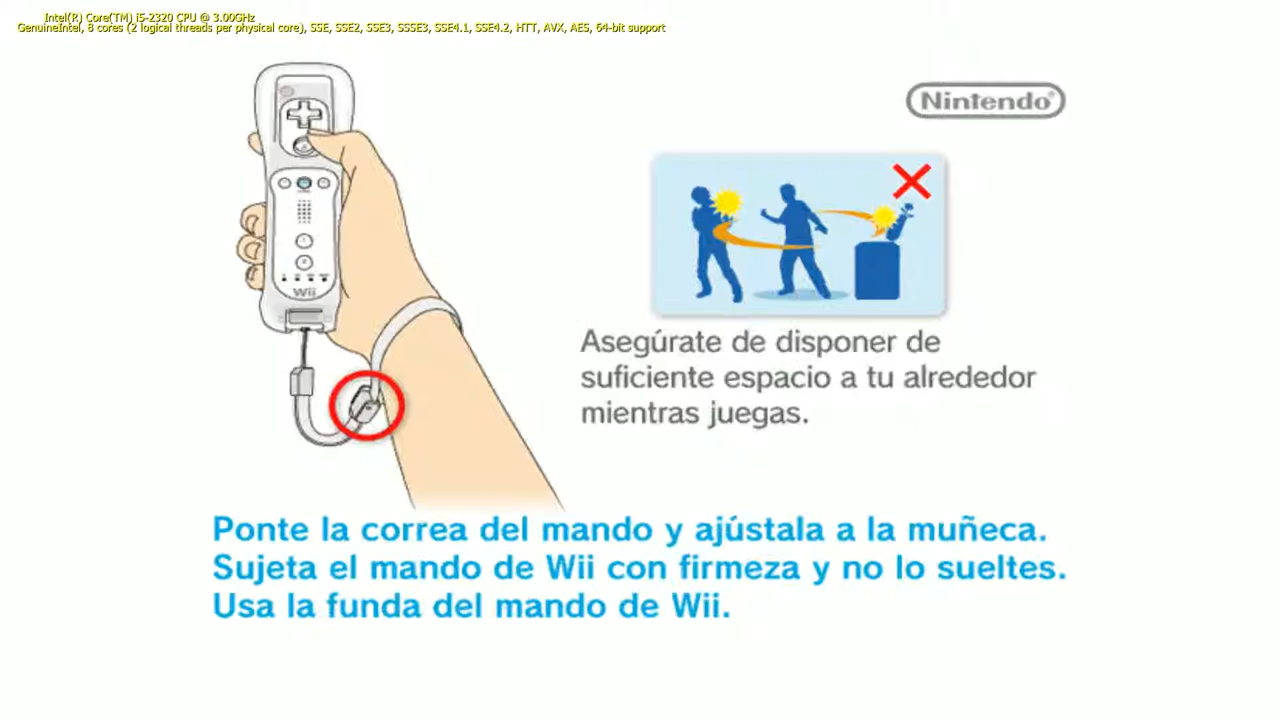 Intel(R) Core(TM) i5-2320 CPU @ 3.00GHz
GenuineIntel, 8 cores (2 logical threads per physical core), SSE, SSE2, SSE3, SSSE3, SSE4.1, SSE4.2, HTT, AVX, AES, 64-bit support
Nintendo®
Asegúrate de disponer de
suficiente espacio a tu alrededor
mientras juegas.
Wii
Ponte la correa del mando y ajústala a la muñeca.
Sujeta el mando de Wii con firmeza y no lo sueltes.
Usa la funda del mando de Wii.